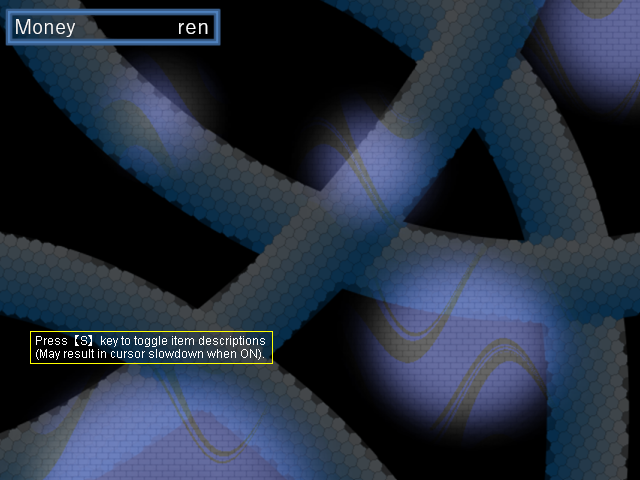 Money ren
Press【S】key to toggle item descriptions
(May result in cursor slowdown when ON).